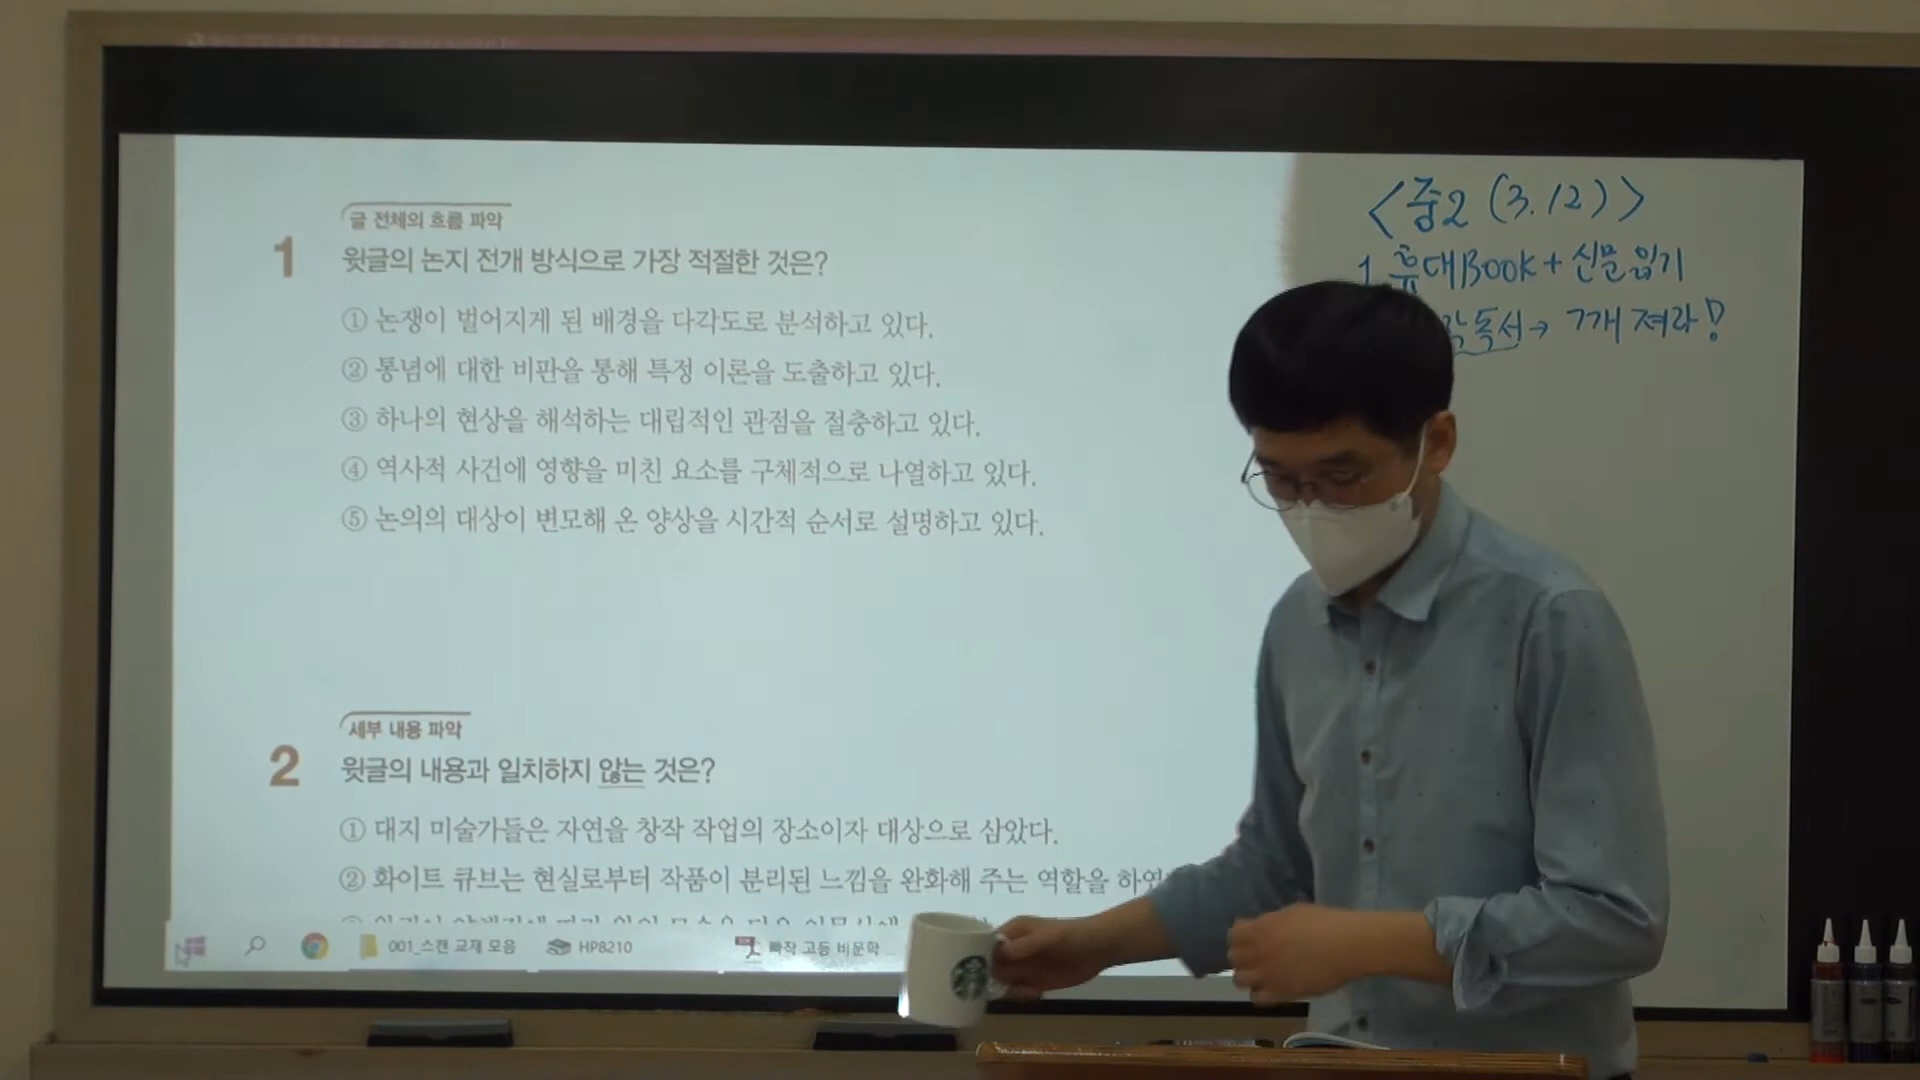 글 전체의 흐름 파악
1 윗글의 논지 전개 방식으로 가장 적절한 것은?
① 논쟁이 벌어지게 된 배경을 다각도로 분석하고 있다.
② 통념에 대한 비판을 통해 특정 이론을 도출하고 있다.
③ 하나의 현상을 해석하는 대립적인 관점을 절충하고 있다.
④ 역사적 사건에 영향을 미친 요소를 구체적으로 나열하고 있다.
⑤ 논의의 대상이 변모해 온 양상을 시간적 순서로 설명하고 있다.
세부 내용 파악
2 윗글의 내용과 일치하지 않는 것은?
① 대지 미술가들은 자연을 창작 작업의 장소이자 대상으로 삼았다.
② 화이트 큐브는 현실로부터 작품이 분리된 느낌을 완화해 주는 역할을 하였
001_스캔 교재 모음
HP8210
빠작 고등 비문학 ...
<중2 (3.12)>
1. 휴대BOOK + 신문읽기
독서 → 7개 져라!